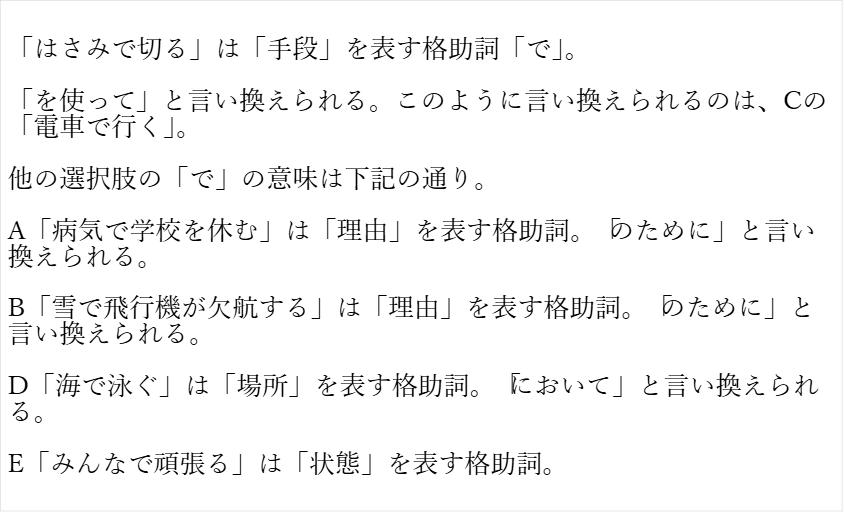 「はさみで切る」は「手段」を表す格助詞「で」。
「を使って」と言い換えられる。このように言い換えられるのは、Cの
「電車で行く」。
他の選択肢の「で」の意味は下記の通り。
A「病気で学校を休む」は「理由」を表す格助詞。「のために」と言い
換えられる。
B「雪で飛行機が欠航する」は「理由」を表す格助詞。「のために」と
言い換えられる。
D「海で泳ぐ」は「場所」を表す格助詞。「において」と言い換えられ
る。
E「みんなで頑張る」は「状態」を表す格助詞。